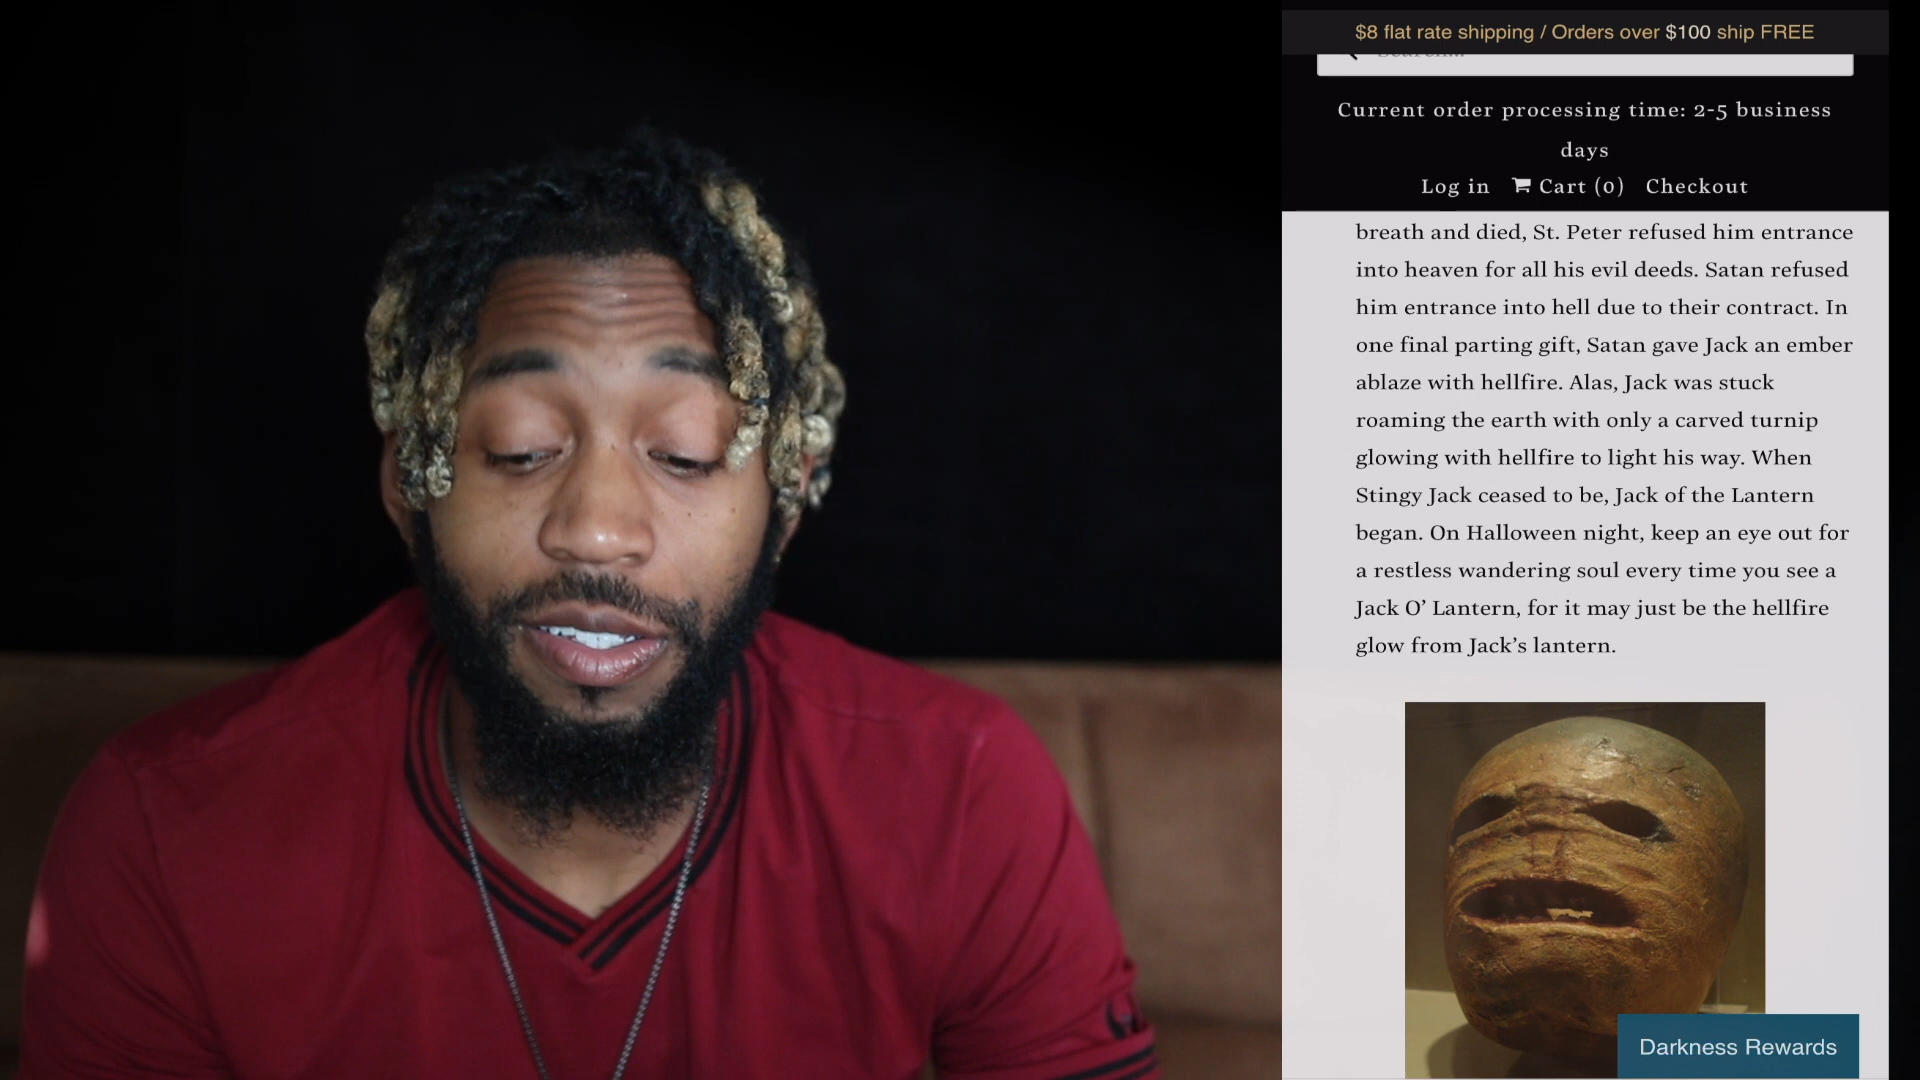 $8 flat rate shipping / Orders over $100 ship FREE
Current order processing time: 2-5 business
days
Log in Cart (0) Checkout
breath and died, St. Peter refused him entrance
into heaven for all his evil deeds. Satan refused
him entrance into hell due to their contract. In
one final parting gift, Satan gave Jack an ember
ablaze with hellfire. Alas, Jack was stuck
roaming the earth with only a carved turnip
glowing with hellfire to light his way. When
Stingy Jack ceased to be, Jack of the Lantern
began. On Halloween night, keep an eye out for
a restless wandering soul every time you see a
Jack O’ Lantern, for it may just be the hellfire
glow from Jack’s lantern.
Darkness Rewards